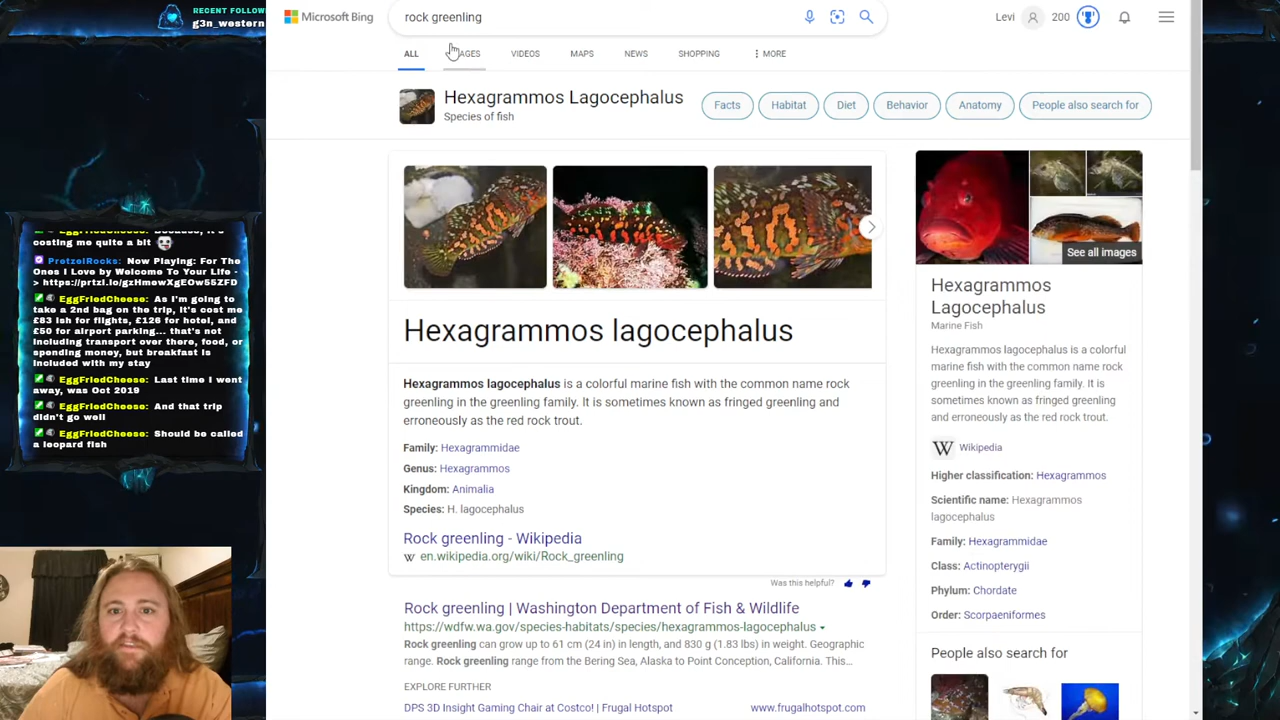 RECENT FOLLOW
g3n_western
EggFriedCheese: Because, it's
costing me quite a bit
PretzelRocks: Now Playing: For The
Ones I Love by Welcome To Your Life -
> https://prtzl.io/gzHmewXgEOw55ZFD
EggFriedCheese: As I'm going to
take a 2nd bag on the trip, it's cost me
£83 ish for flights, £126 for hotel, and
£50 for airport parking... that's not
including transport over there, food, or
spending money, but breakfast is
included with my stay
EggFriedCheese: Last time I went
away, was Oct 2019
EggFriedCheese: And that trip
didn't go well
EggFriedCheese: Should be called
a leopard fish
Microsoft Bing
rock greenling
Levi
200
ALL
AGES
VIDEOS
MAPS
NEWS
SHOPPING
MORE
Hexagrammos Lagocephalus
Species of fish
Facts
Habitat
Diet
Behavior
Anatomy
People also search for
Hexagrammos lagocephalus
Hexagrammos lagocephalus is a colorful marine fish with the common name rock
greenling in the greenling family. It is sometimes known as fringed greenling and
erroneously as the red rock trout.
Family: Hexagrammidae
Genus: Hexagrammos
Kingdom: Animalia
Species: H. lagocephalus
Rock greenling - Wikipedia
W en.wikipedia.org/wiki/Rock_greenling
Was this helpful?
Rock greenling | Washington Department of Fish & Wildlife
https://wdfw.wa.gov/species-habitats/species/hexagrammos-lagocephalus
Rock greenling can grow up to 61 cm (24 in) in length, and 830 g (1.83 lbs) in weight. Geographic
range. Rock greenling range from the Bering Sea, Alaska to Point Conception, California. This...
EXPLORE FURTHER
DPS 3D Insight Gaming Chair at Costco! | Frugal Hotspot
www.frugalhotspot.com
See all images
Hexagrammos
Lagocephalus
Marine Fish
Hexagrammos lagocephalus is a colorful
marine fish with the common name rock
greenling in the greenling family. It is
sometimes known as fringed greenling and
erroneously as the red rock trout.
W Wikipedia
Higher classification: Hexagrammos
Scientific name: Hexagrammos
lagocephalus
Family: Hexagrammidae
Class: Actinopterygii
Phylum: Chordate
Order: Scorpaeniformes
People also search for